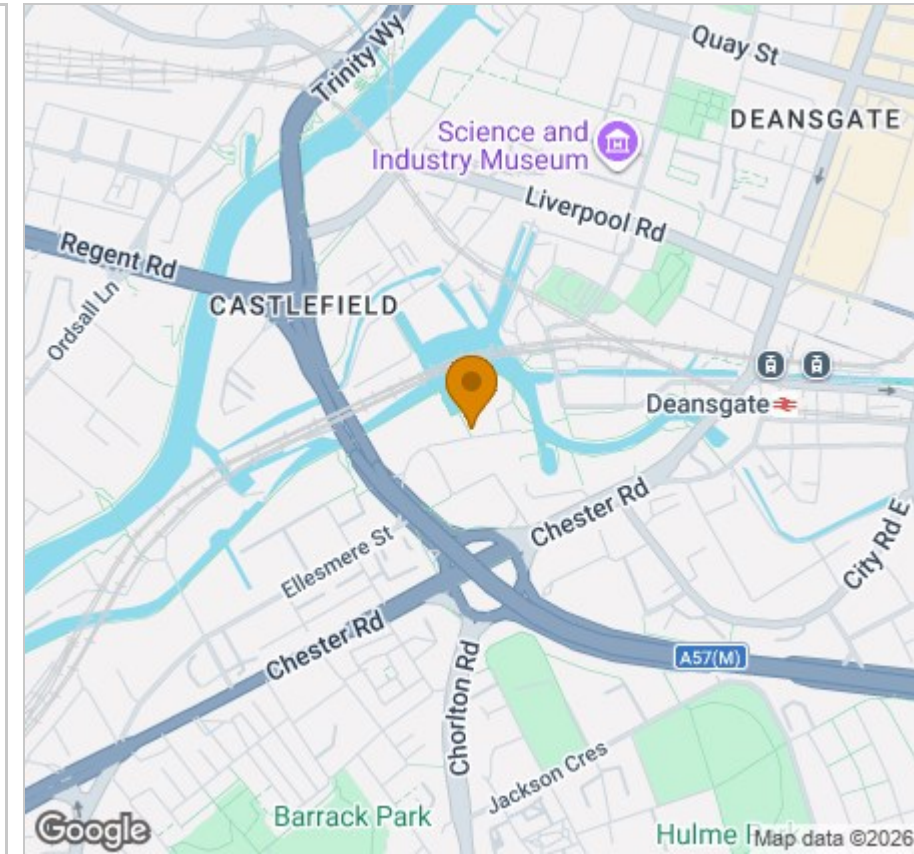 Trinity Wy
Quay St
DEANSGATE
Science and
Industry Museum
Liverpool Rd
Regent Rd
CASTLEFIELD
Ordsall Ln
Deansgate
Chester Rd
City Rd E
Ellesmere St
Chester Rd
A57(M)
Chorlton Rd
Jackson Cres
Barrack Park
Hulme
Google
Map data ©2026